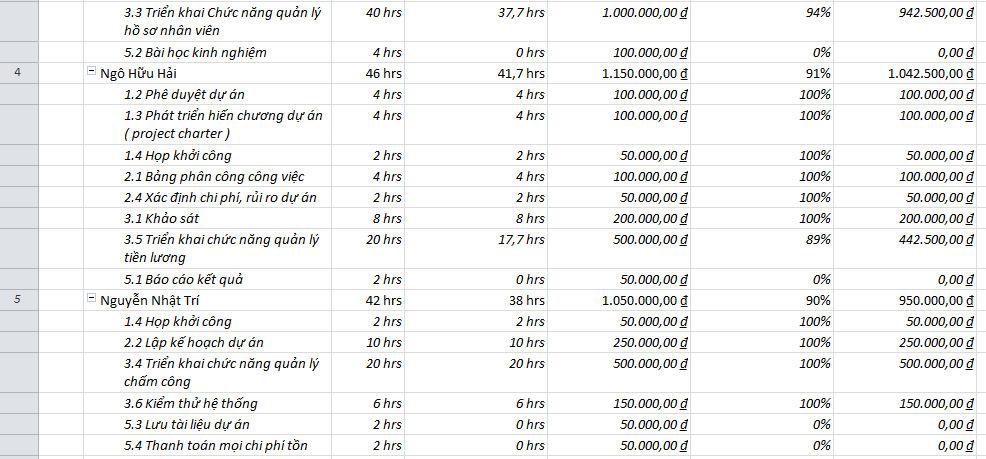 3.3 Triển khai Chức năng quản lý 40 hrs 37,7 hrs 1.000.000,00 ₫ 94% 942.500,00 ₫
hồ sơ nhân viên
5.2 Bài học kinh nghiệm 4 hrs 0 hrs 100.000,00 ₫ 0% 0,00 ₫
4 Ngô Hữu Hải 46 hrs 41,7 hrs 1.150.000,00 ₫ 91% 1.042.500,00 ₫
1.2 Phê duyệt dự án 4 hrs 4 hrs 100.000,00 ₫ 100% 100.000,00 ₫
1.3 Phát triển hiến chương dự án 4 hrs 4 hrs 100.000,00 ₫ 100% 100.000,00 ₫
( project charter )
1.4 Họp khởi công 2 hrs 2 hrs 50.000,00 ₫ 100% 50.000,00 ₫
2.1 Bảng phân công công việc 4 hrs 4 hrs 100.000,00 ₫ 100% 100.000,00 ₫
2.4 Xác định chi phí, rủi ro dự án 2 hrs 2 hrs 50.000,00 ₫ 100% 50.000,00 ₫
3.1 Khảo sát 8 hrs 8 hrs 200.000,00 ₫ 100% 200.000,00 ₫
3.5 Triển khai chức năng quản lý 20 hrs 17,7 hrs 500.000,00 ₫ 89% 442.500,00 ₫
tiền lương
5.1 Báo cáo kết quả 2 hrs 0 hrs 50.000,00 ₫ 0% 0,00 ₫
5 Nguyễn Nhật Trí 42 hrs 38 hrs 1.050.000,00 ₫ 90% 950.000,00 ₫
1.4 Họp khởi công 2 hrs 2 hrs 50.000,00 ₫ 100% 50.000,00 ₫
2.2 Lập kế hoạch dự án 10 hrs 10 hrs 250.000,00 ₫ 100% 250.000,00 ₫
3.4 Triển khai chức năng quản lý 20 hrs 20 hrs 500.000,00 ₫ 100% 500.000,00 ₫
chấm công
3.6 Kiểm thử hệ thống 6 hrs 6 hrs 150.000,00 ₫ 100% 150.000,00 ₫
5.3 Lưu tài liệu dự án 2 hrs 0 hrs 50.000,00 ₫ 0% 0,00 ₫
5.4 Thanh toán mọi chi phí tồn 2 hrs 0 hrs 50.000,00 ₫ 0% 0,00 ₫